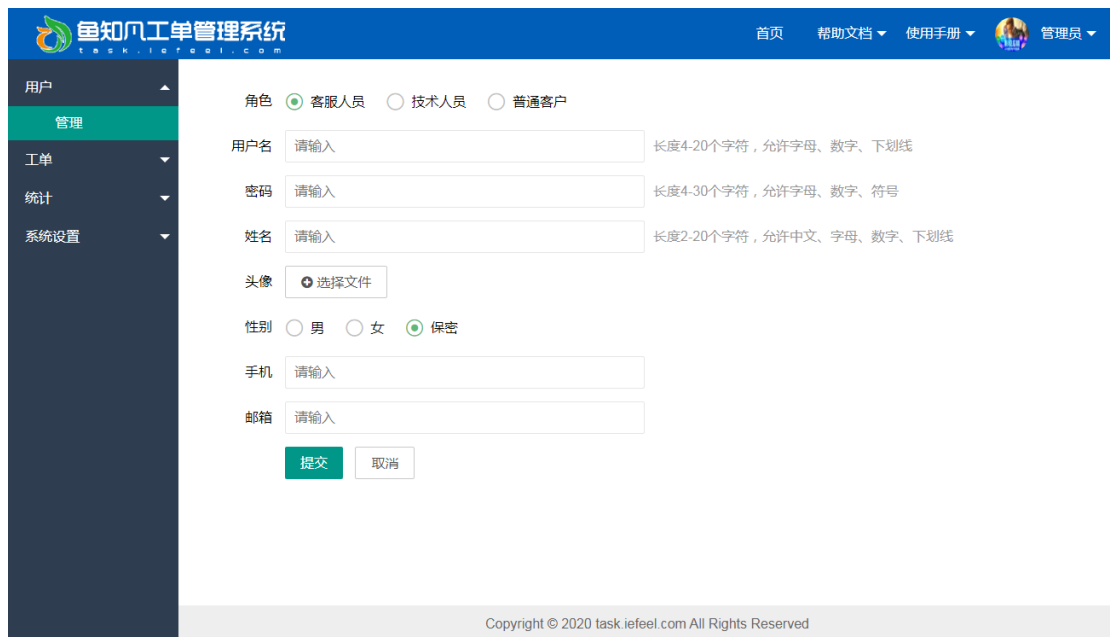 鱼知凡工单管理系统
task.iefeel.com
首页 帮助文档 使用手册 管理员
用户
管理
工单
统计
系统设置
角色 客服人员 技术人员 普通客户
用户名 请输入 长度4-20个字符，允许字母、数字、下划线
密码 请输入 长度4-30个字符，允许字母、数字、符号
姓名 请输入 长度2-20个字符，允许中文、字母、数字、下划线
头像 选择文件
性别 男 女 保密
手机 请输入
邮箱 请输入
提交 取消
Copyright © 2020 task.iefeel.com All Rights Reserved